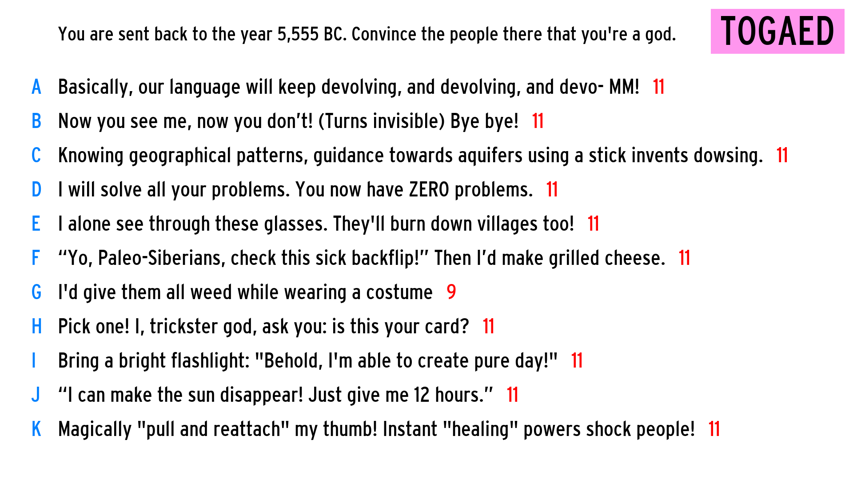 You are sent back to the year 5,555 BC. Convince the people there that you're a god.
TOGAED
A Basically, our language will keep devolving, and devolving, and devo- MM! 11
B Now you see me, now you don’t! (Turns invisible) Bye bye! 11
C Knowing geographical patterns, guidance towards aquifers using a stick invents dowsing. 11
D I will solve all your problems. You now have ZERO problems. 11
E I alone see through these glasses. They'll burn down villages too! 11
F “Yo, Paleo-Siberians, check this sick backflip!” Then I’d make grilled cheese. 11
G I'd give them all weed while wearing a costume 9
H Pick one! I, trickster god, ask you: is this your card? 11
I Bring a bright flashlight: "Behold, I'm able to create pure day!" 11
J “I can make the sun disappear! Just give me 12 hours.” 11
K Magically "pull and reattach" my thumb! Instant "healing" powers shock people! 11